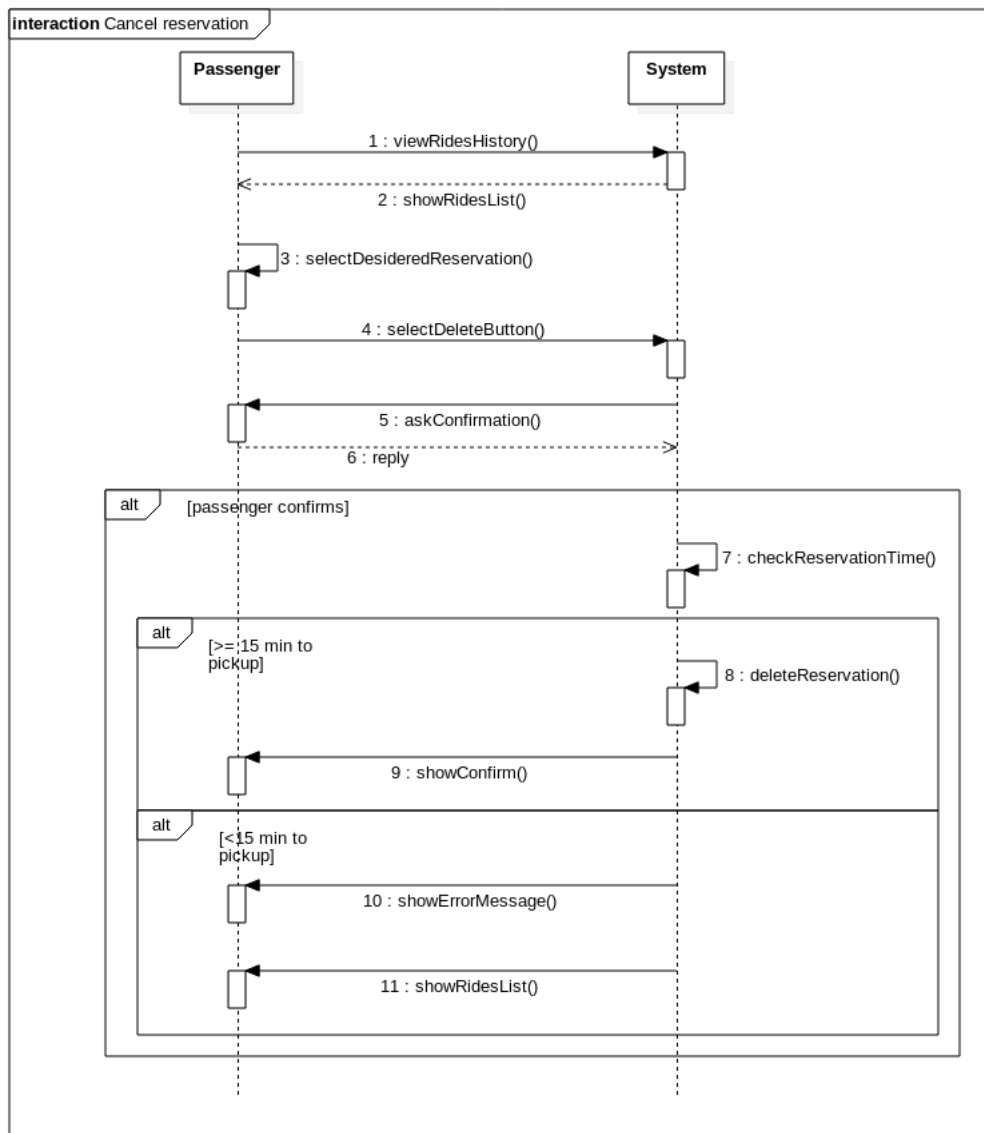 interaction Cancel reservation
Passenger
System
1 : viewRidesHistory()
2 : showRidesList()
3 : selectDesideredReservation()
4 : selectDeleteButton()
5 : askConfirmation()
6 : reply
alt
[passenger confirms]
7 : checkReservationTime()
alt
[>= 15 min to
pickup]
8 : deleteReservation()
9 : showConfirm()
alt
[<15 min to
pickup]
10 : showErrorMessage()
11 : showRidesList()